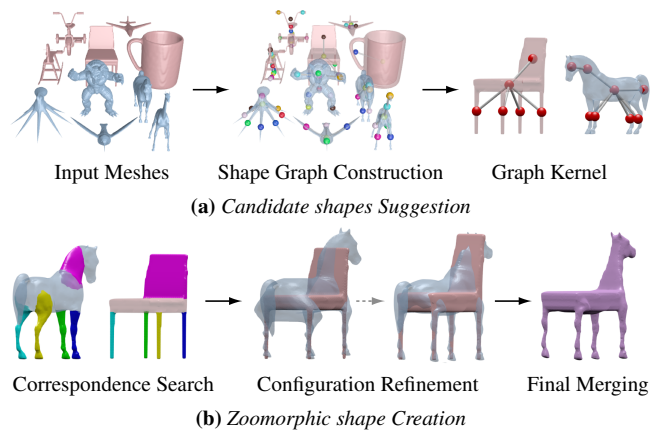 Input Meshes Shape Graph Construction Graph Kernel
(a) Candidate shapes Suggestion
Correspondence Search Configuration Refinement Final Merging
(b) Zoomorphic shape Creation